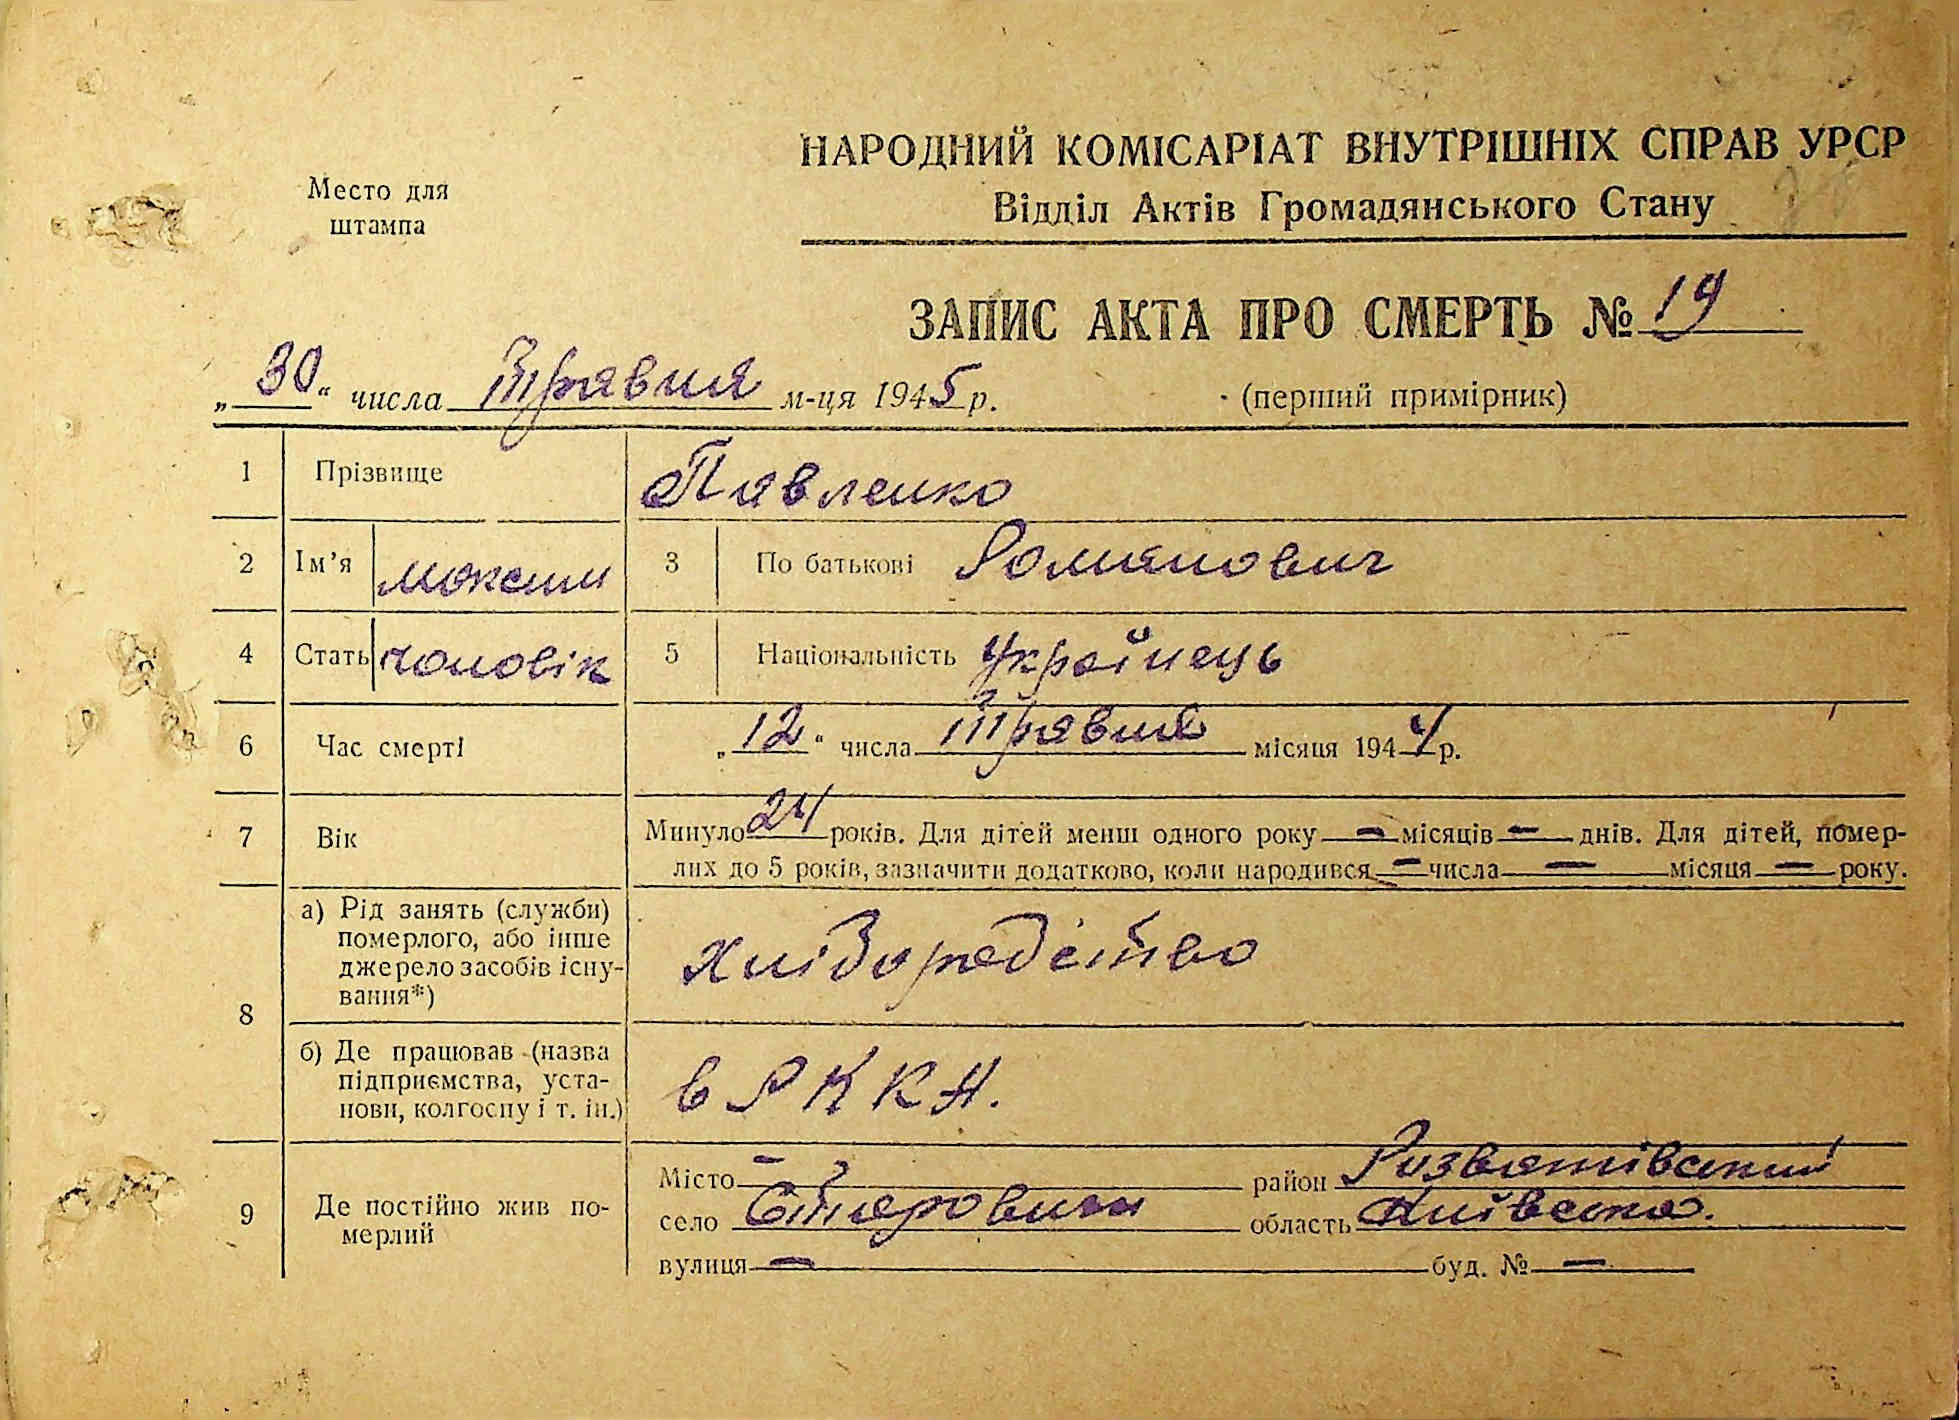 НАРОДНИЙ КОМІСАРІАТ ВНУТРІШНІХ СПРАВ УРСР
Место для
штампа
Відділ Актів Громадянського Стану
ЗАПИС АКТА ПРО СМЕРТЬ № 19
„30“ числа Травня м-ця 1945 р. (перший примірник)
1 Прізвище Павленко
2 Ім’я Максим 3 По батькові Романович
4 Стать чоловік 5 Національність Українець
6 Час смерті „12“ числа Травня місяця 1944 р.
7 Вік Минуло 24 років. Для дітей менш одного року — місяців — днів. Для дітей, помер-
лих до 5 років, зазначити додатково, коли народився — числа — місяця — року.
8 а) Рід занять (служби)
померлого, або інше
джерело засобів існу-
вання*)
Хліборобство
б) Де працював (назва
підприємства, уста-
нови, колгоспу і т. ін.)
в РККА.
9 Де постійно жив по-
мерлий
Місто — район Розважівський
село Старовичи область Київська.
вулиця — буд. № —